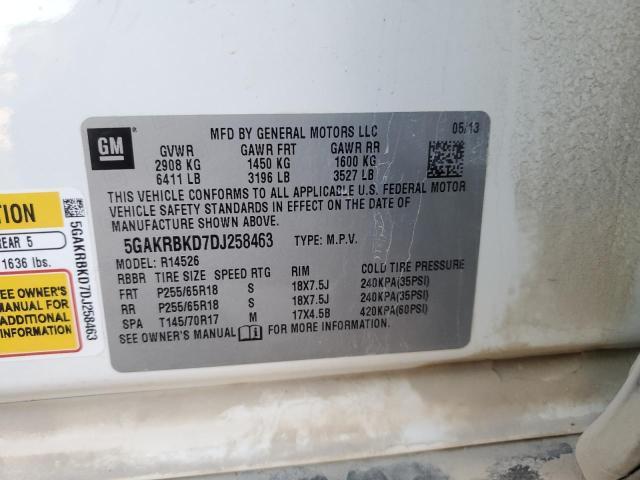 GM
MFD BY GENERAL MOTORS LLC 05/13
GVWR GAWR FRT GAWR RR
2908 KG 1450 KG 1600 KG
6411 LB 3196 LB 3527 LB
THIS VEHICLE CONFORMS TO ALL APPLICABLE U.S. FEDERAL MOTOR
VEHICLE SAFETY STANDARDS IN EFFECT ON THE DATE OF
MANUFACTURE SHOWN ABOVE.
5GAKRBKD7DJ258463 TYPE: M.P.V.
MODEL: R14526
RBBR TIRE SIZE SPEED RTG RIM COLD TIRE PRESSURE
FRT P255/65R18 S 18X7.5J 240KPA(35PSI)
RR P255/65R18 S 18X7.5J 240KPA(35PSI)
SPA T145/70R17 M 17X4.5B 420KPA(60PSI)
SEE OWNER'S MANUAL FOR MORE INFORMATION.
TION
REAR 5
1636 lbs.
SEE OWNER'S
MANUAL FOR
ADDITIONAL
FORMATION
5GAKRBKD7DJ258463